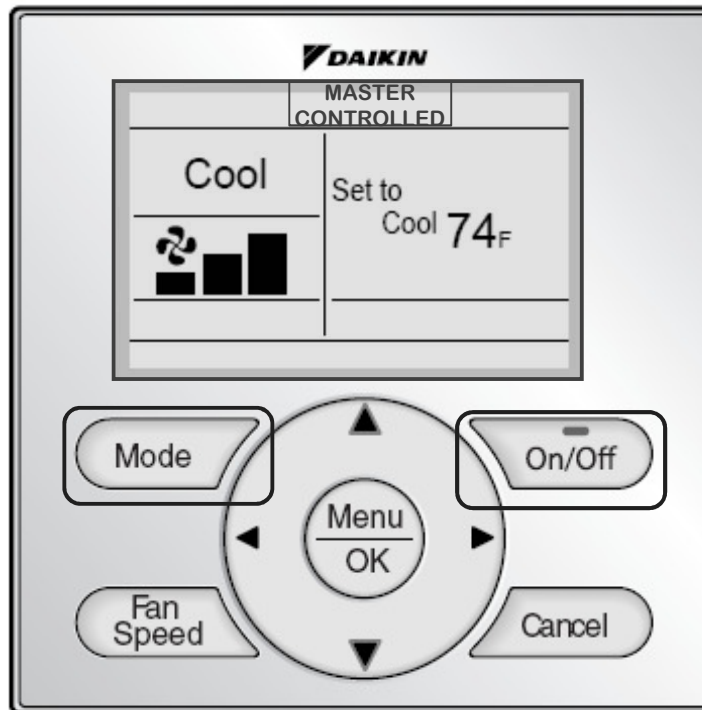 DAIKIN
MASTER
CONTROLLED
Cool
Set to
Cool 74F
Mode
On/Off
Menu
OK
Fan
Speed
Cancel